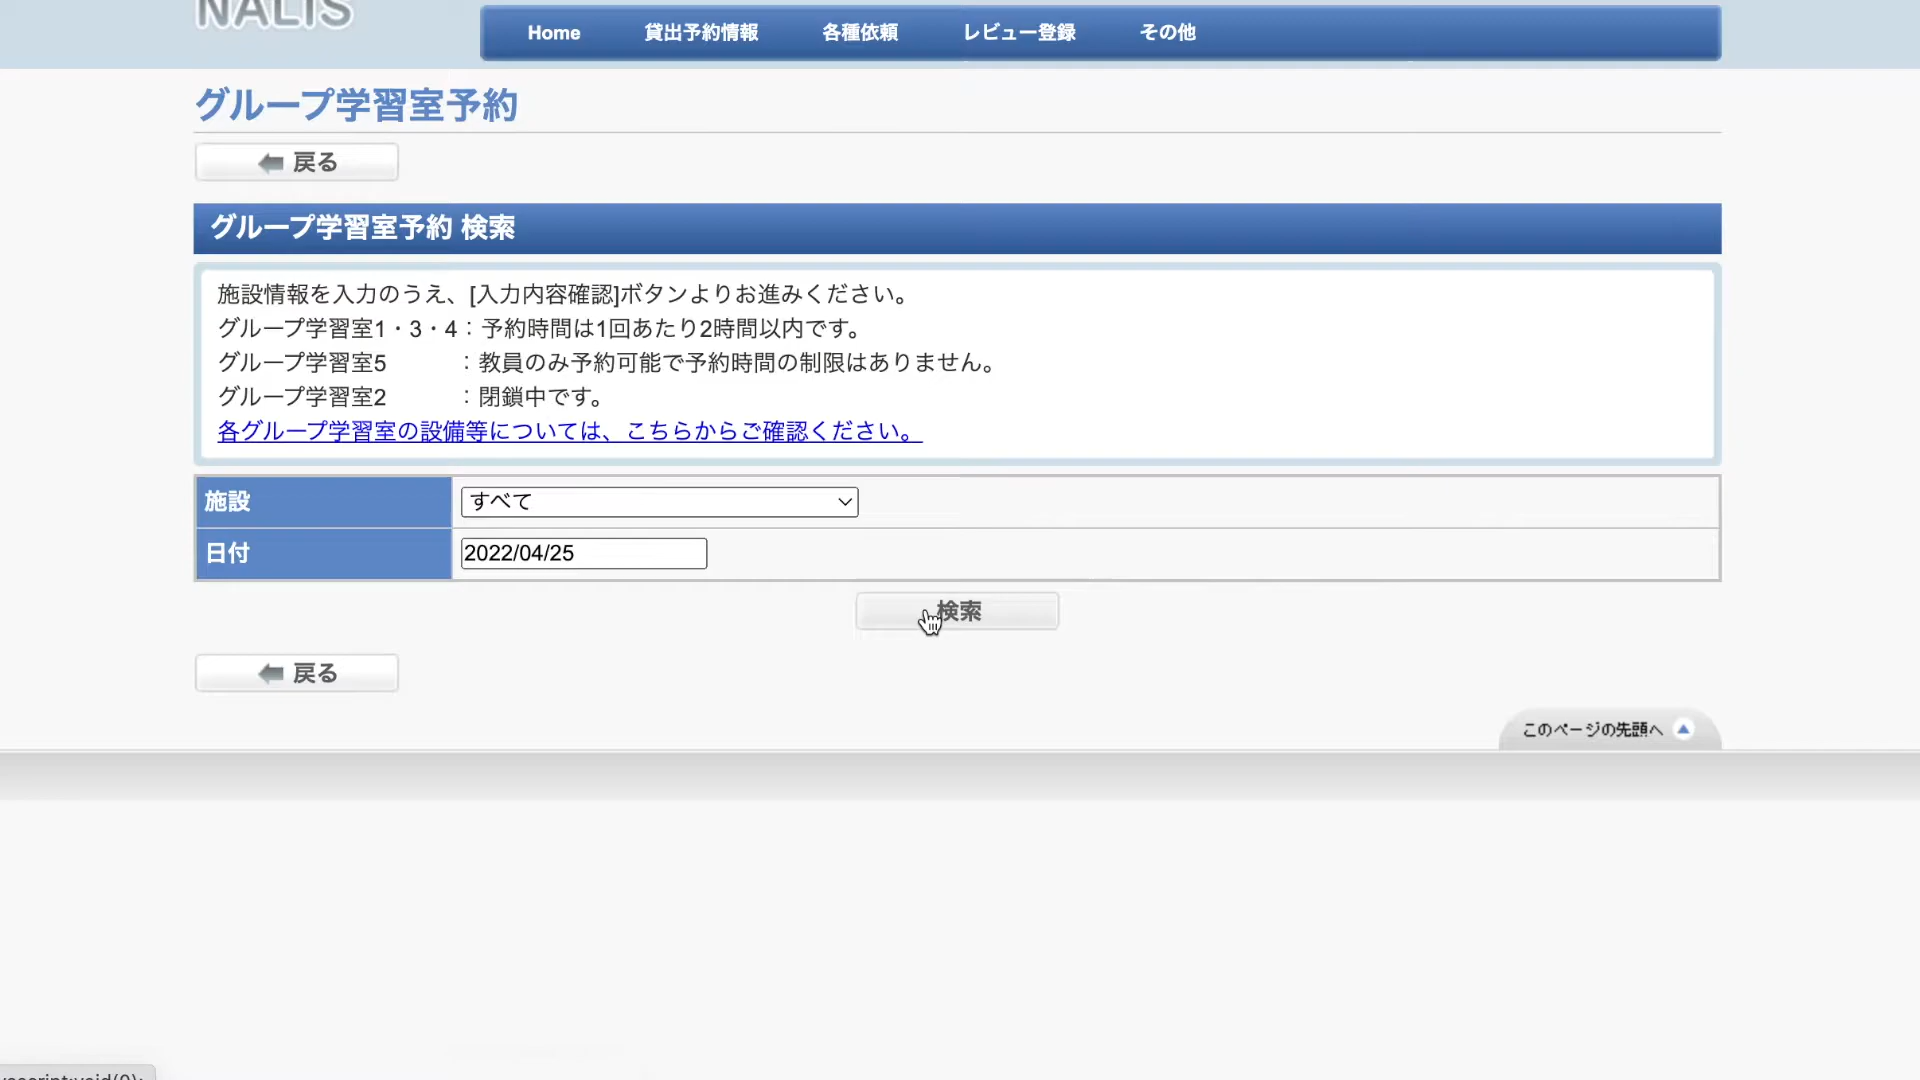 NALIS
Home 貸出予約情報 各種依頼 レビュー登録 その他
グループ学習室予約
戻る
グループ学習室予約 検索
施設情報を入力のうえ、[入力内容確認]ボタンよりお進みください。
グループ学習室1・3・4：予約時間は1回あたり2時間以内です。
グループ学習室5 ：教員のみ予約可能で予約時間の制限はありません。
グループ学習室2 ：閉鎖中です。
各グループ学習室の設備等については、こちらからご確認ください。
施設 すべて
日付 2022/04/25
検索
戻る
このページの先頭へ